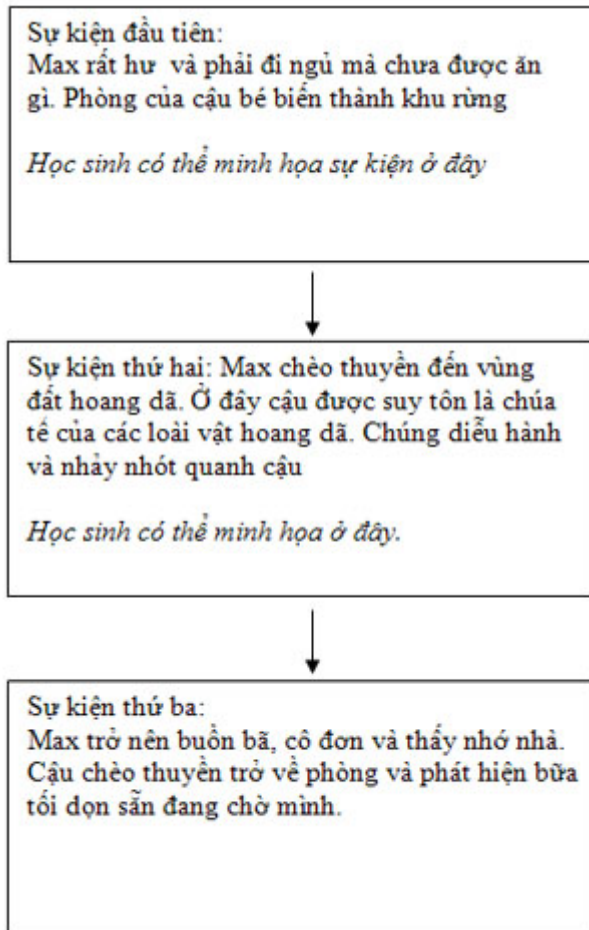 Sự kiện đầu tiên:
Max rất hư và phải đi ngủ mà chưa được ăn
gì. Phòng của cậu bé biến thành khu rừng
Học sinh có thể minh họa sự kiện ở đây
Sự kiện thứ hai: Max chèo thuyền đến vùng
đất hoang dã. Ở đây cậu được suy tôn là chúa
tể của các loài vật hoang dã. Chúng diễu hành
và nhảy nhót quanh cậu
Học sinh có thể minh họa ở đây.
Sự kiện thứ ba:
Max trở nên buồn bã, cô đơn và thấy nhớ nhà.
Cậu chèo thuyền trở về phòng và phát hiện bữa
tối dọn sẵn đang chờ mình.